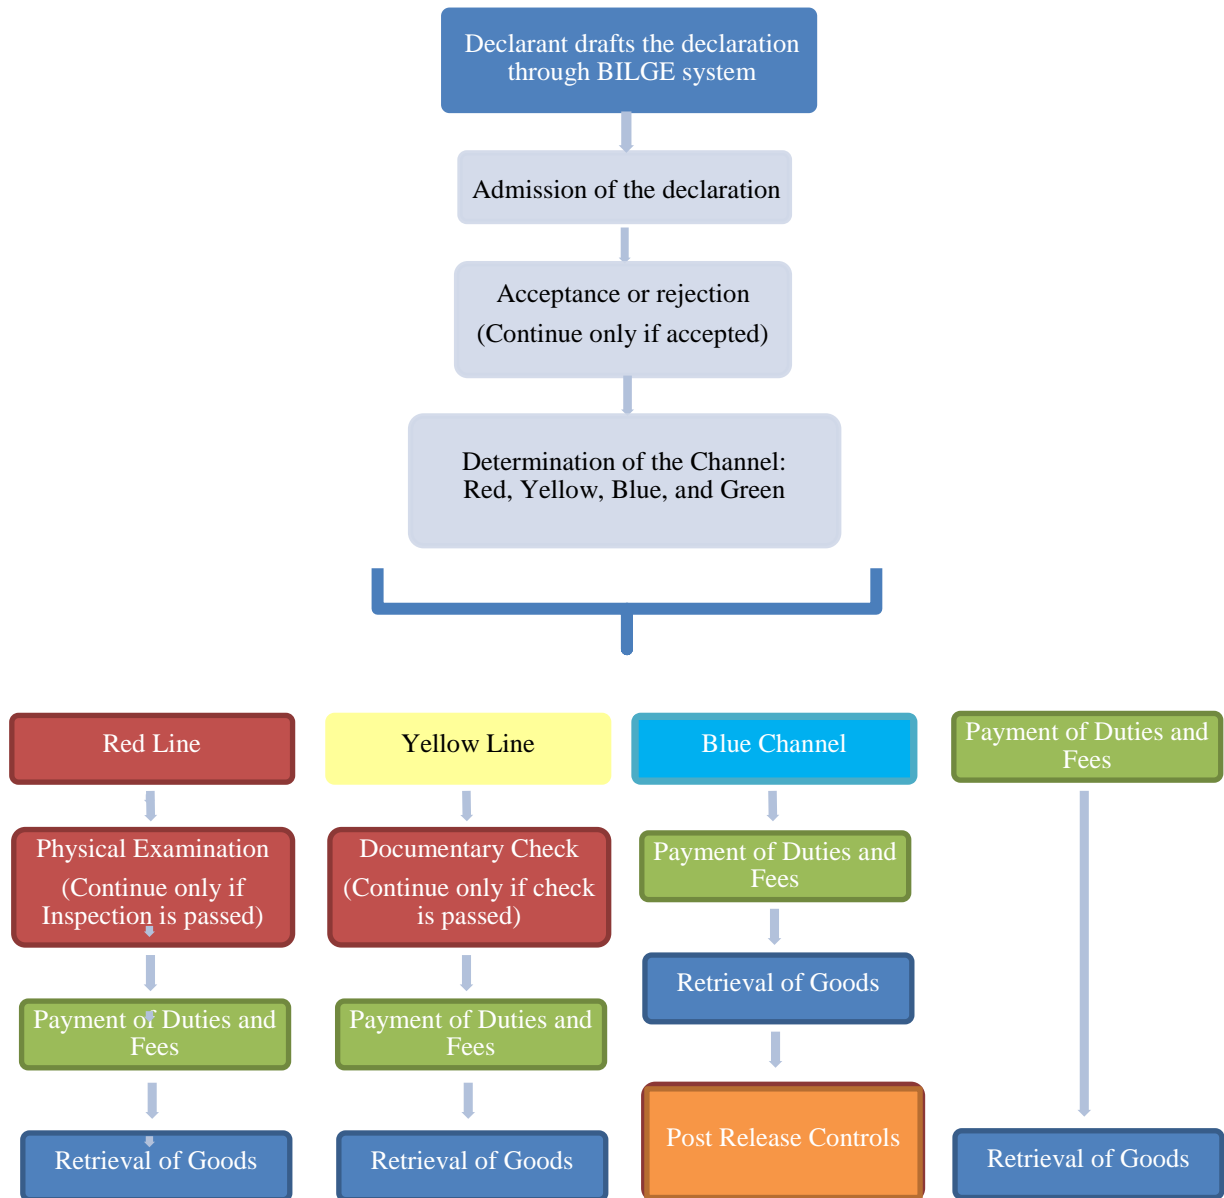 Declarant drafts the declaration
through BILGE system
Admission of the declaration
Acceptance or rejection
(Continue only if accepted)
Determination of the Channel:
Red, Yellow, Blue, and Green
Red Line
Yellow Line
Blue Channel
Payment of Duties and
Fees
Physical Examination
(Continue only if
Inspection is passed)
Documentary Check
(Continue only if check
is passed)
Payment of Duties and
Fees
Retrieval of Goods
Payment of Duties and
Fees
Payment of Duties and
Fees
Post Release Controls
Retrieval of Goods
Retrieval of Goods
Retrieval of Goods